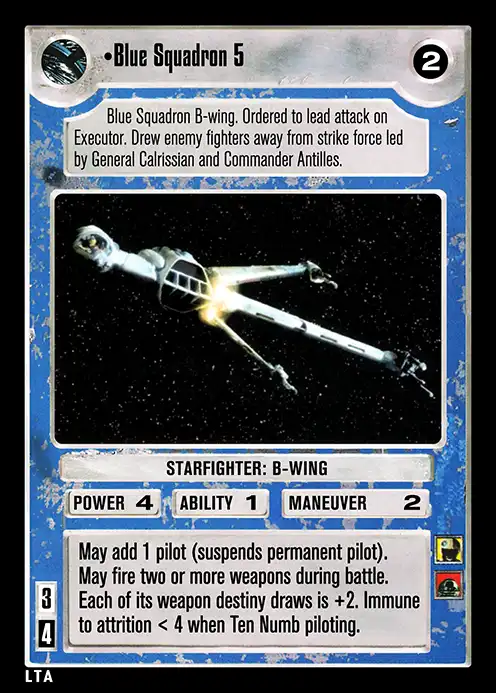 •Blue Squadron 5
2
Blue Squadron B-wing. Ordered to lead attack on
Executor. Drew enemy fighters away from strike force led
by General Calrissian and Commander Antilles.
STARFIGHTER: B-WING
POWER 4 ABILITY 1 MANEUVER 2
May add 1 pilot (suspends permanent pilot).
May fire two or more weapons during battle.
Each of its weapon destiny draws is +2. Immune
to attrition < 4 when Ten Numb piloting.
3
4
LTA